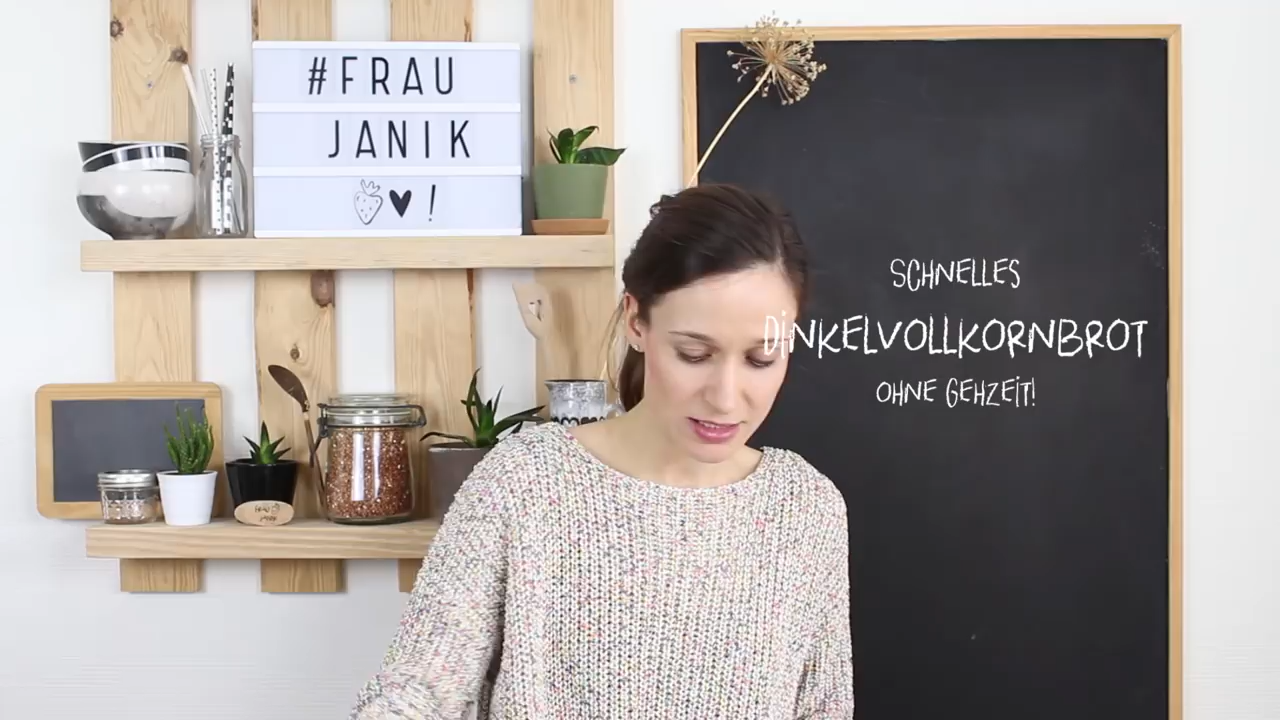 #FRAU
JANIK
!
SCHNELLES
DINKELVOLLKORNBROT
OHNE GEHZEIT!